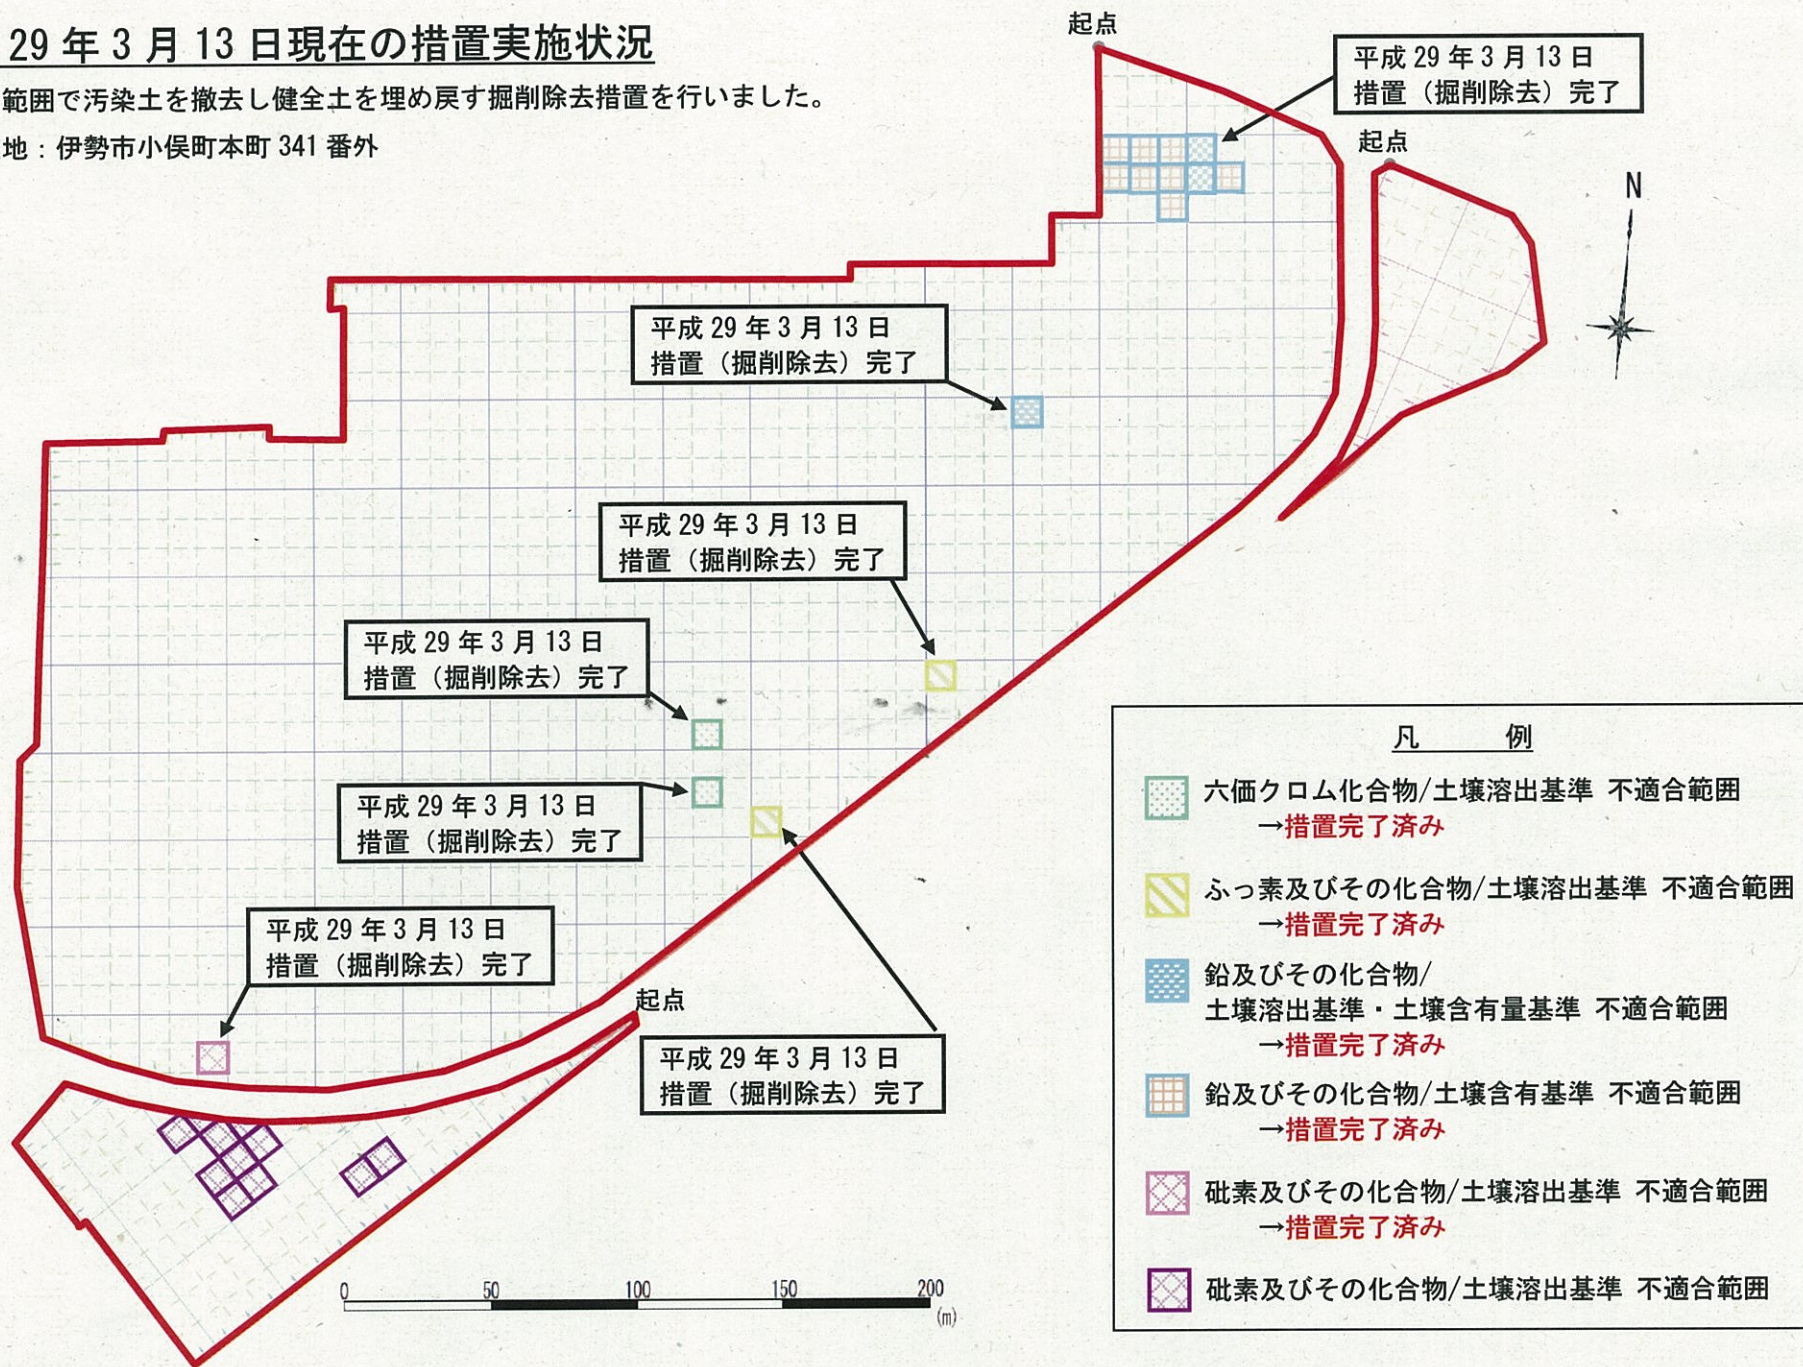 29 年 3 月 13 日現在の措置実施状況
範囲で汚染土を撤去し健全土を埋め戻す掘削除去措置を行いました。
地：伊勢市小俣町本町 341 番外
起点
平成 29 年 3 月 13 日
措置（掘削除去）完了
起点
N
平成 29 年 3 月 13 日
措置（掘削除去）完了
平成 29 年 3 月 13 日
措置（掘削除去）完了
平成 29 年 3 月 13 日
措置（掘削除去）完了
平成 29 年 3 月 13 日
措置（掘削除去）完了
平成 29 年 3 月 13 日
措置（掘削除去）完了
起点
平成 29 年 3 月 13 日
措置（掘削除去）完了
凡 例
六価クロム化合物/土壌溶出基準 不適合範囲
→措置完了済み
ふっ素及びその化合物/土壌溶出基準 不適合範囲
→措置完了済み
鉛及びその化合物/
土壌溶出基準・土壌含有量基準 不適合範囲
→措置完了済み
鉛及びその化合物/土壌含有基準 不適合範囲
→措置完了済み
砒素及びその化合物/土壌溶出基準 不適合範囲
→措置完了済み
砒素及びその化合物/土壌溶出基準 不適合範囲
0 50 100 150 200
(m)